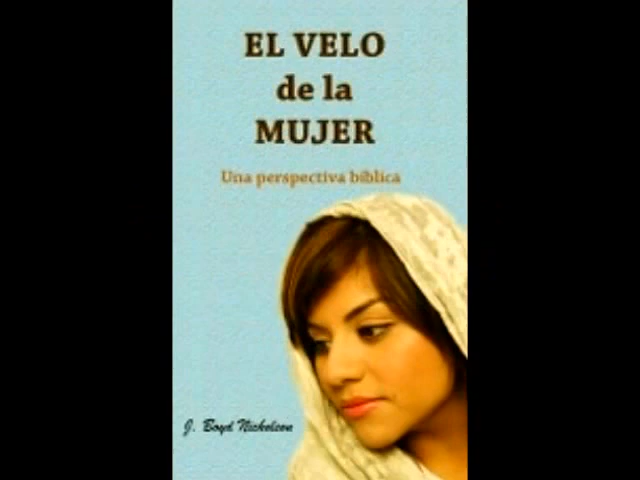 EL VELO
de la
MUJER
Una perspectiva bíblica
J. Boyd Nicholson